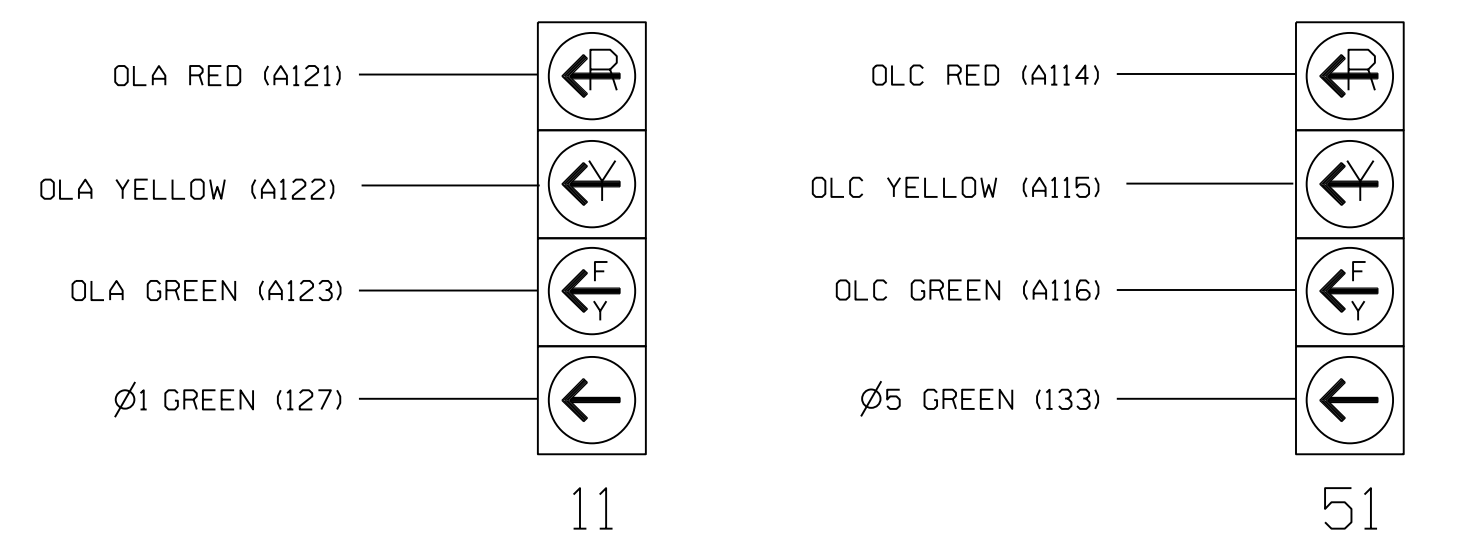 OLA RED (A121)
R
OLA YELLOW (A122)
Y
OLA GREEN (A123)
F
Y
Ø1 GREEN (127)
11
OLC RED (A114)
R
OLC YELLOW (A115)
Y
OLC GREEN (A116)
F
Y
Ø5 GREEN (133)
51